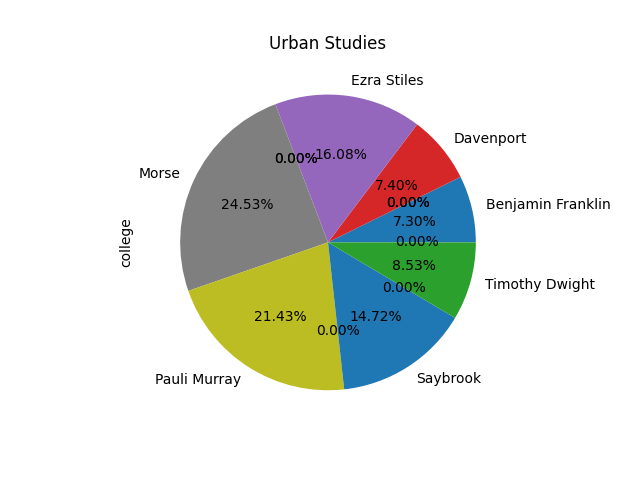 Urban Studies
Ezra Stiles
Davenport
Morse
Benjamin Franklin
college
Timothy Dwight
Pauli Murray
Saybrook
16.08%
0.00%
7.40%
24.53%
0.00%
7.30%
0.00%
8.53%
0.00%
21.43%
14.72%
0.00%